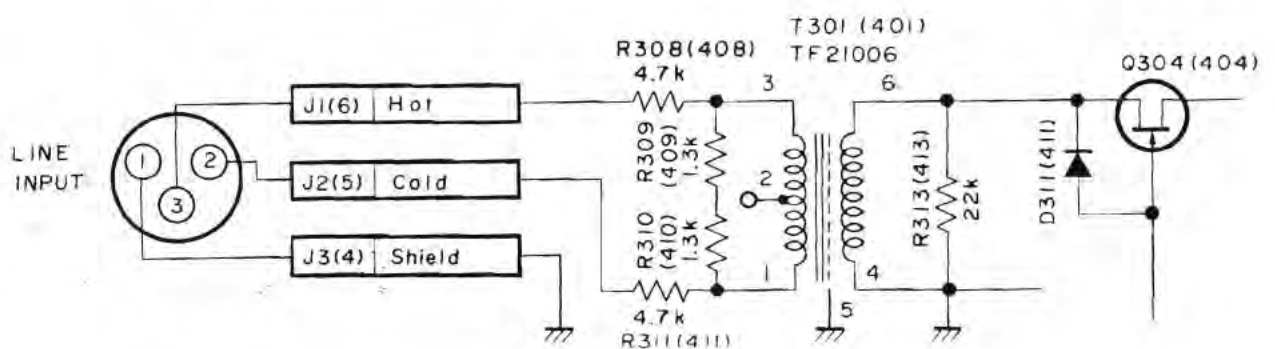 T301 (401)
TF21006
R308(408)
4.7k
Q304(404)
J1(6) Hot
3
6
LINE
INPUT
1
2
3
R309
(409)
1.3k
2
J2(5) Cold
R310
(410)
1.3k
R313(413)
22k
D311(411)
J3(4) Shield
1
4
5
4.7k
R311(411)